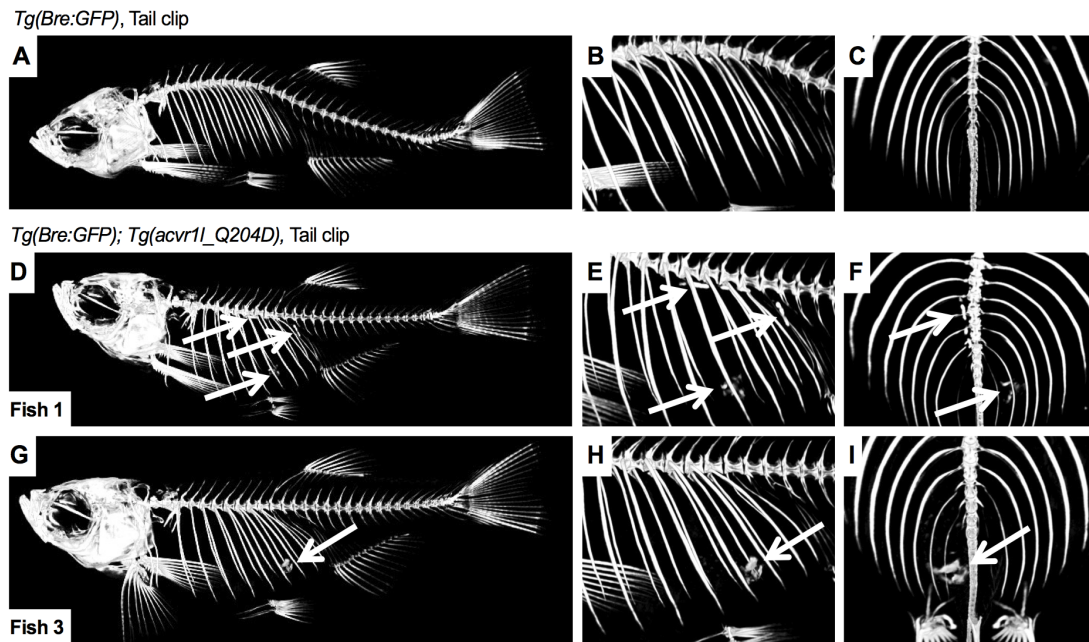 Tg(Bre:GFP), Tail clip
A
B
C
Tg(Bre:GFP); Tg(acvr1l_Q204D), Tail clip
D
E
F
Fish 1
G
H
I
Fish 3